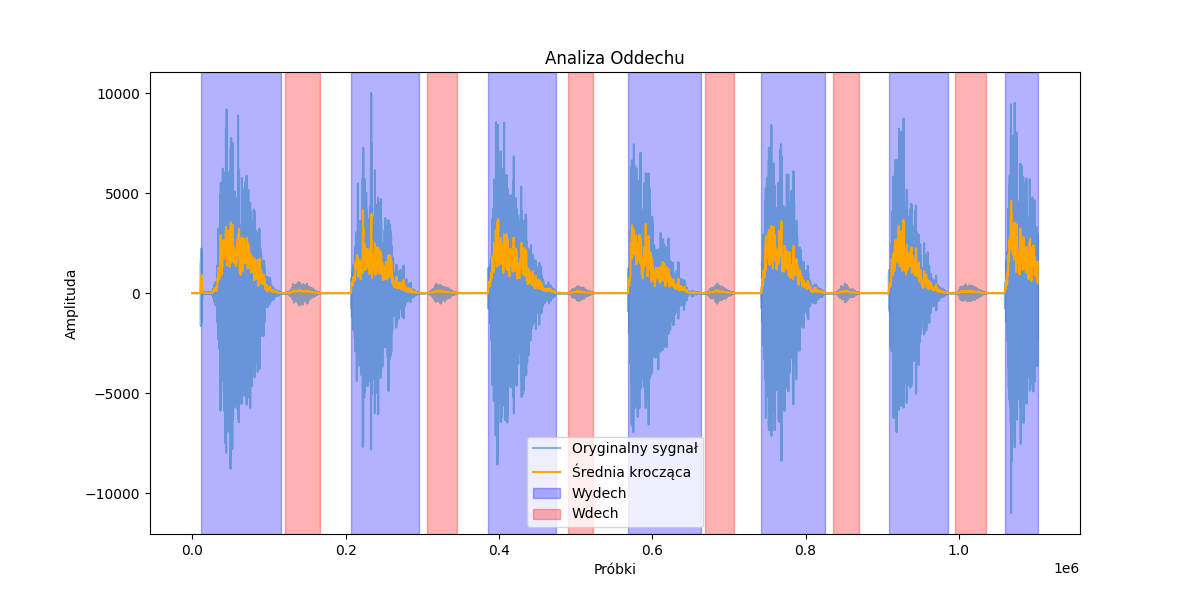 Analiza Oddechu
Amplituda
10000
5000
0
−5000
−10000
Oryginalny sygnał
Średnia krocząca
Wydech
Wdech
0.0 0.2 0.4 0.6 0.8 1.0
Próbki
1e6